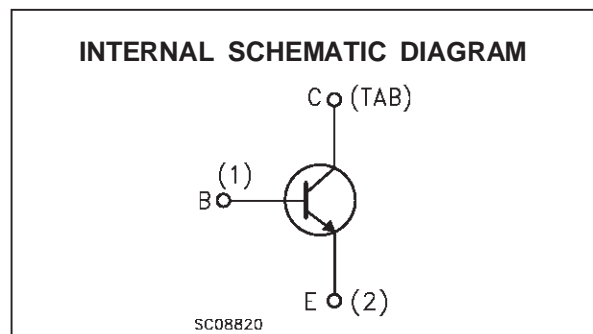 INTERNAL SCHEMATIC DIAGRAM
C (TAB)
(1)
B
E (2)
SC08820